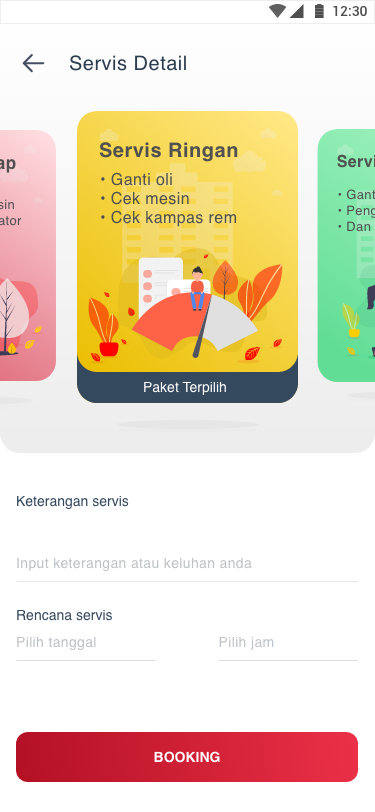 12:30
Servis Detail
ap
sin
ator
Servis Ringan
• Ganti oli
• Cek mesin
• Cek kampas rem
Paket Terpilih
Servi
• Gant
• Peng
• Dan
Keterangan servis
Input keterangan atau keluhan anda
Rencana servis
Pilih tanggal
Pilih jam
BOOKING